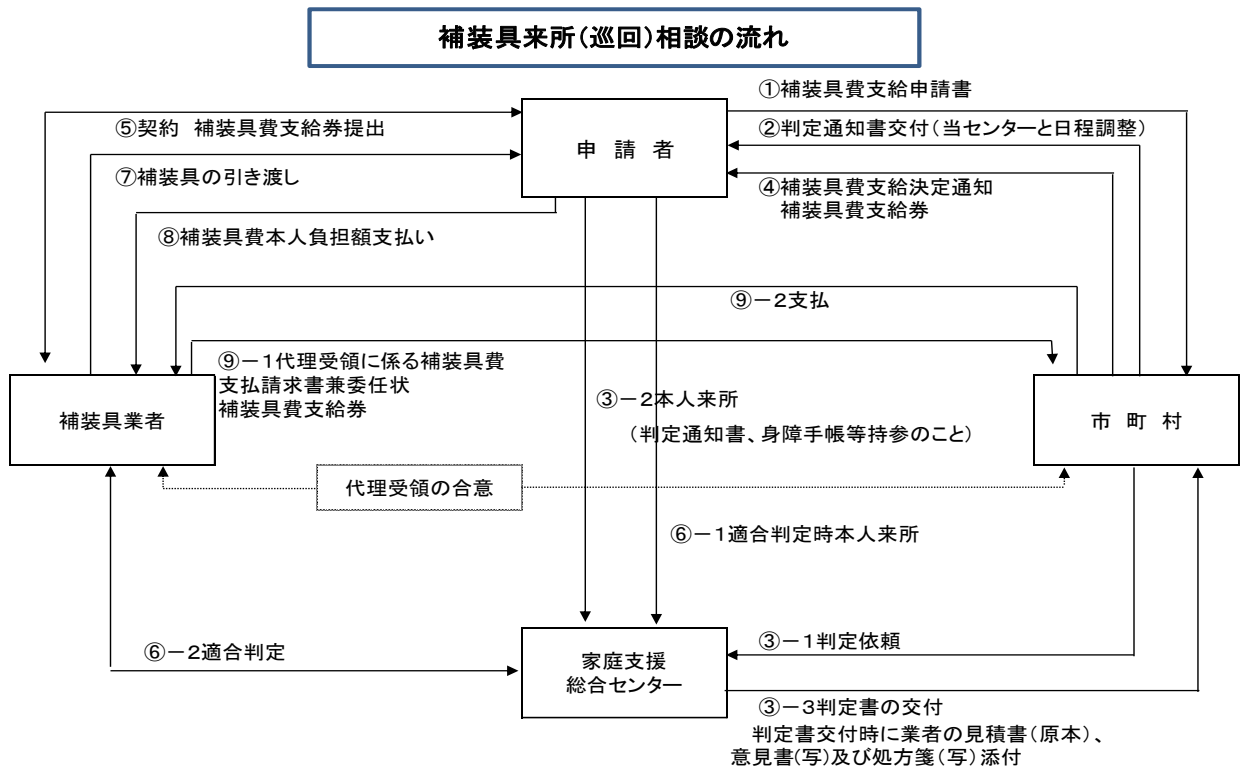 補装具来所(巡回)相談の流れ
①補装具費支給申請書
⑤契約 補装具費支給券提出
②判定通知書交付(当センターと日程調整)
申 請 者
⑦補装具の引き渡し
④補装具費支給決定通知
補装具費支給券
⑧補装具費本人負担額支払い
⑨－2支払
⑨－1代理受領に係る補装具費
支払請求書兼委任状
補装具費支給券
③－2本人来所
(判定通知書、身障手帳等持参のこと)
補装具業者
市 町 村
代理受領の合意
⑥－1適合判定時本人来所
⑥－2適合判定
家庭支援
総合センター
③－1判定依頼
③－3判定書の交付
判定書交付時に業者の見積書(原本)、
意見書(写)及び処方箋(写)添付